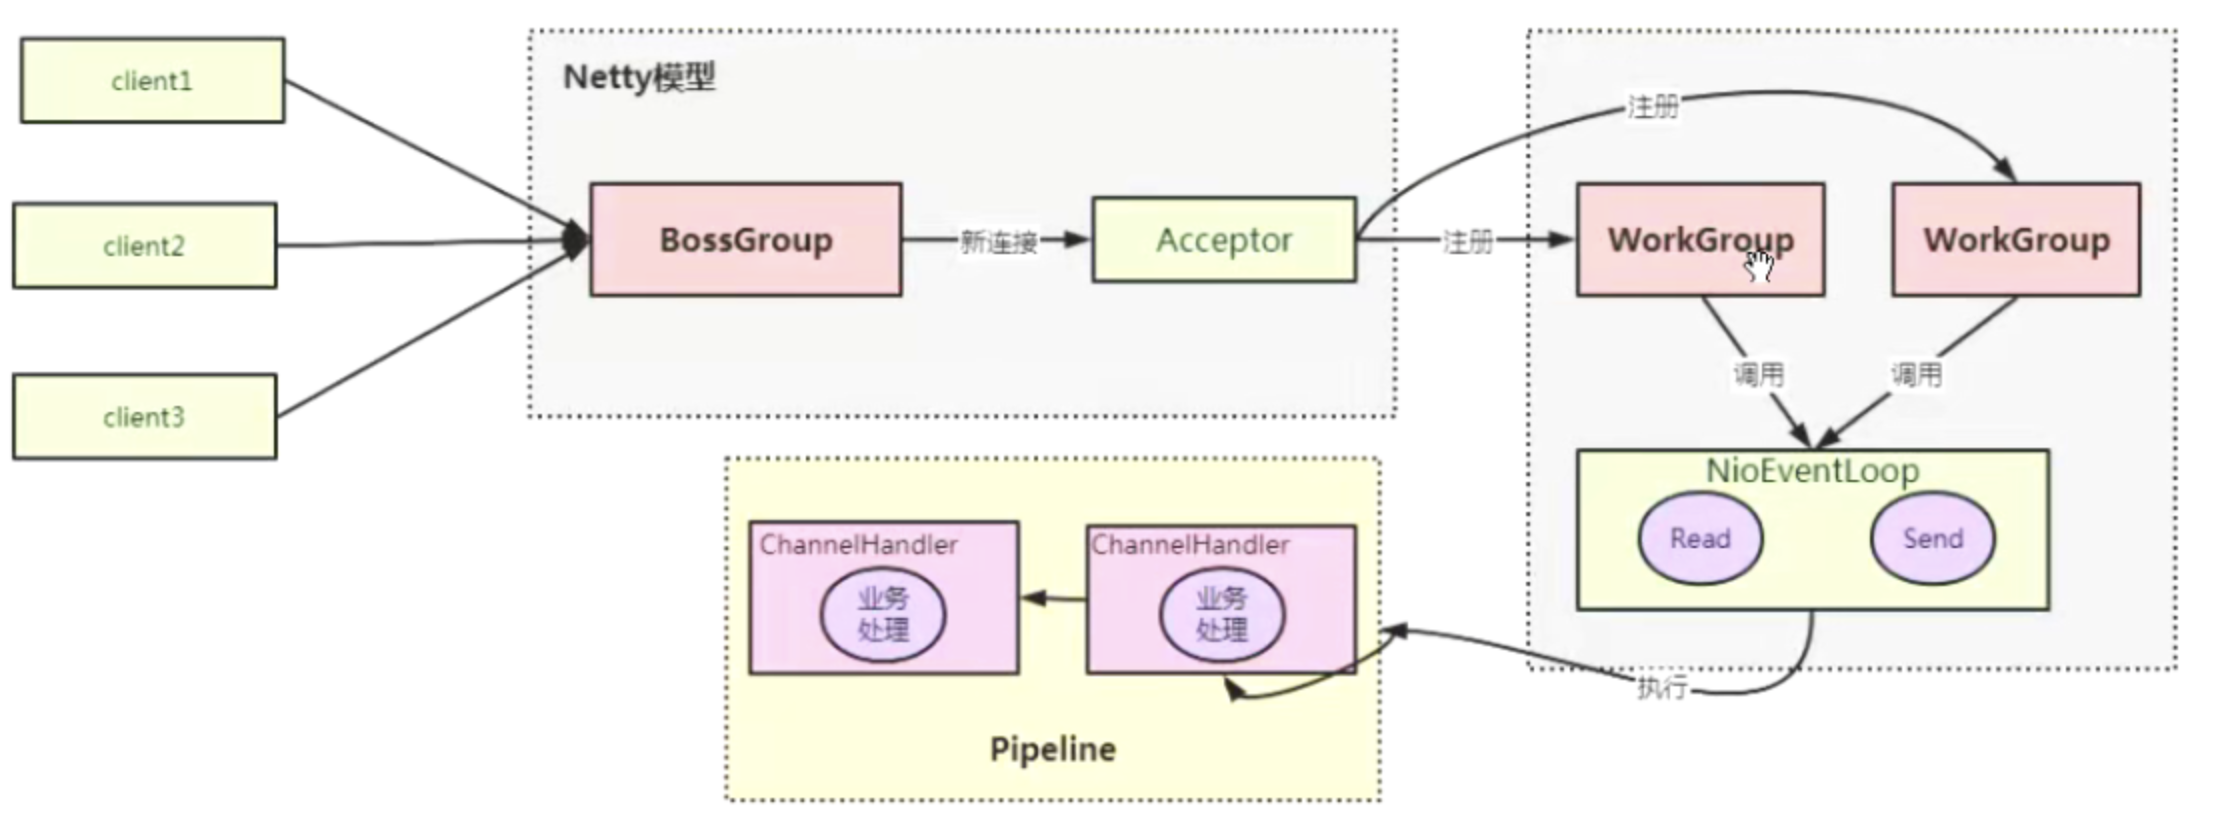 client1
client2
client3
Netty模型
BossGroup
新连接
Acceptor
注册
注册
WorkGroup
WorkGroup
调用
调用
NioEventLoop
Read
Send
执行
ChannelHandler
业务
处理
ChannelHandler
业务
处理
Pipeline